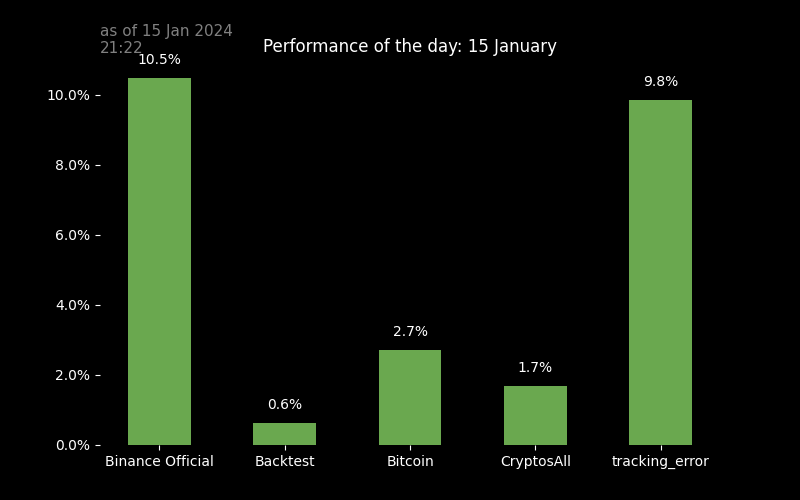 as of 15 Jan 2024
21:22
Performance of the day: 15 January
10.5%
9.8%
10.0%
8.0%
6.0%
4.0%
2.7%
1.7%
2.0%
0.6%
0.0%
Binance Official
Backtest
Bitcoin
CryptosAll
tracking_error